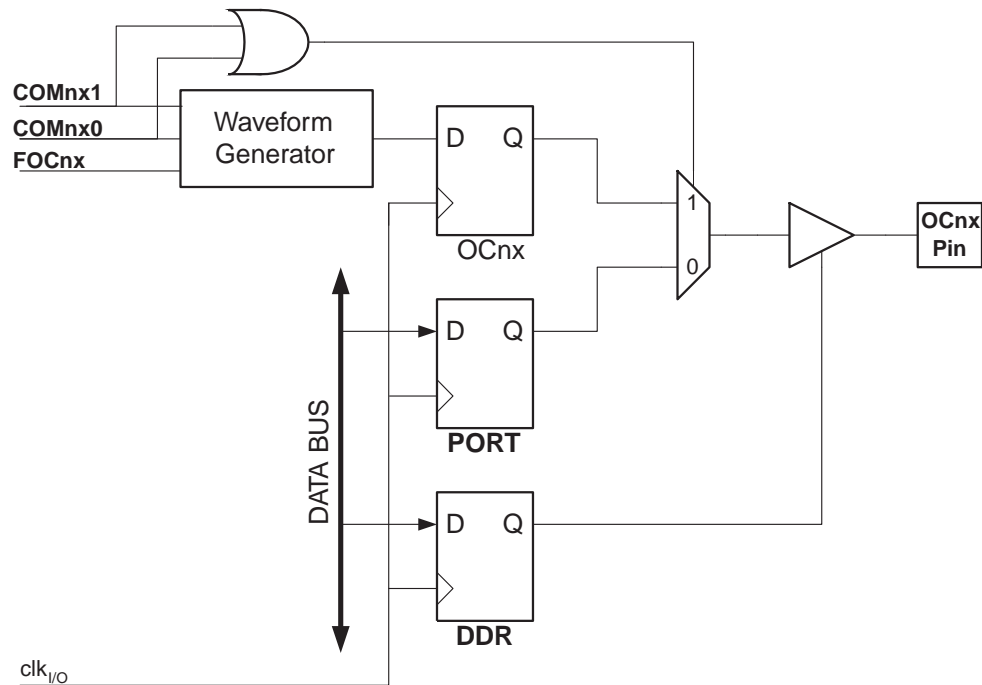 COMnx1
COMnx0
FOCnx
Waveform
Generator
D Q
OCnx
1
0
OCnx
Pin
D Q
PORT
DATA BUS
D Q
DDR
clkI/O